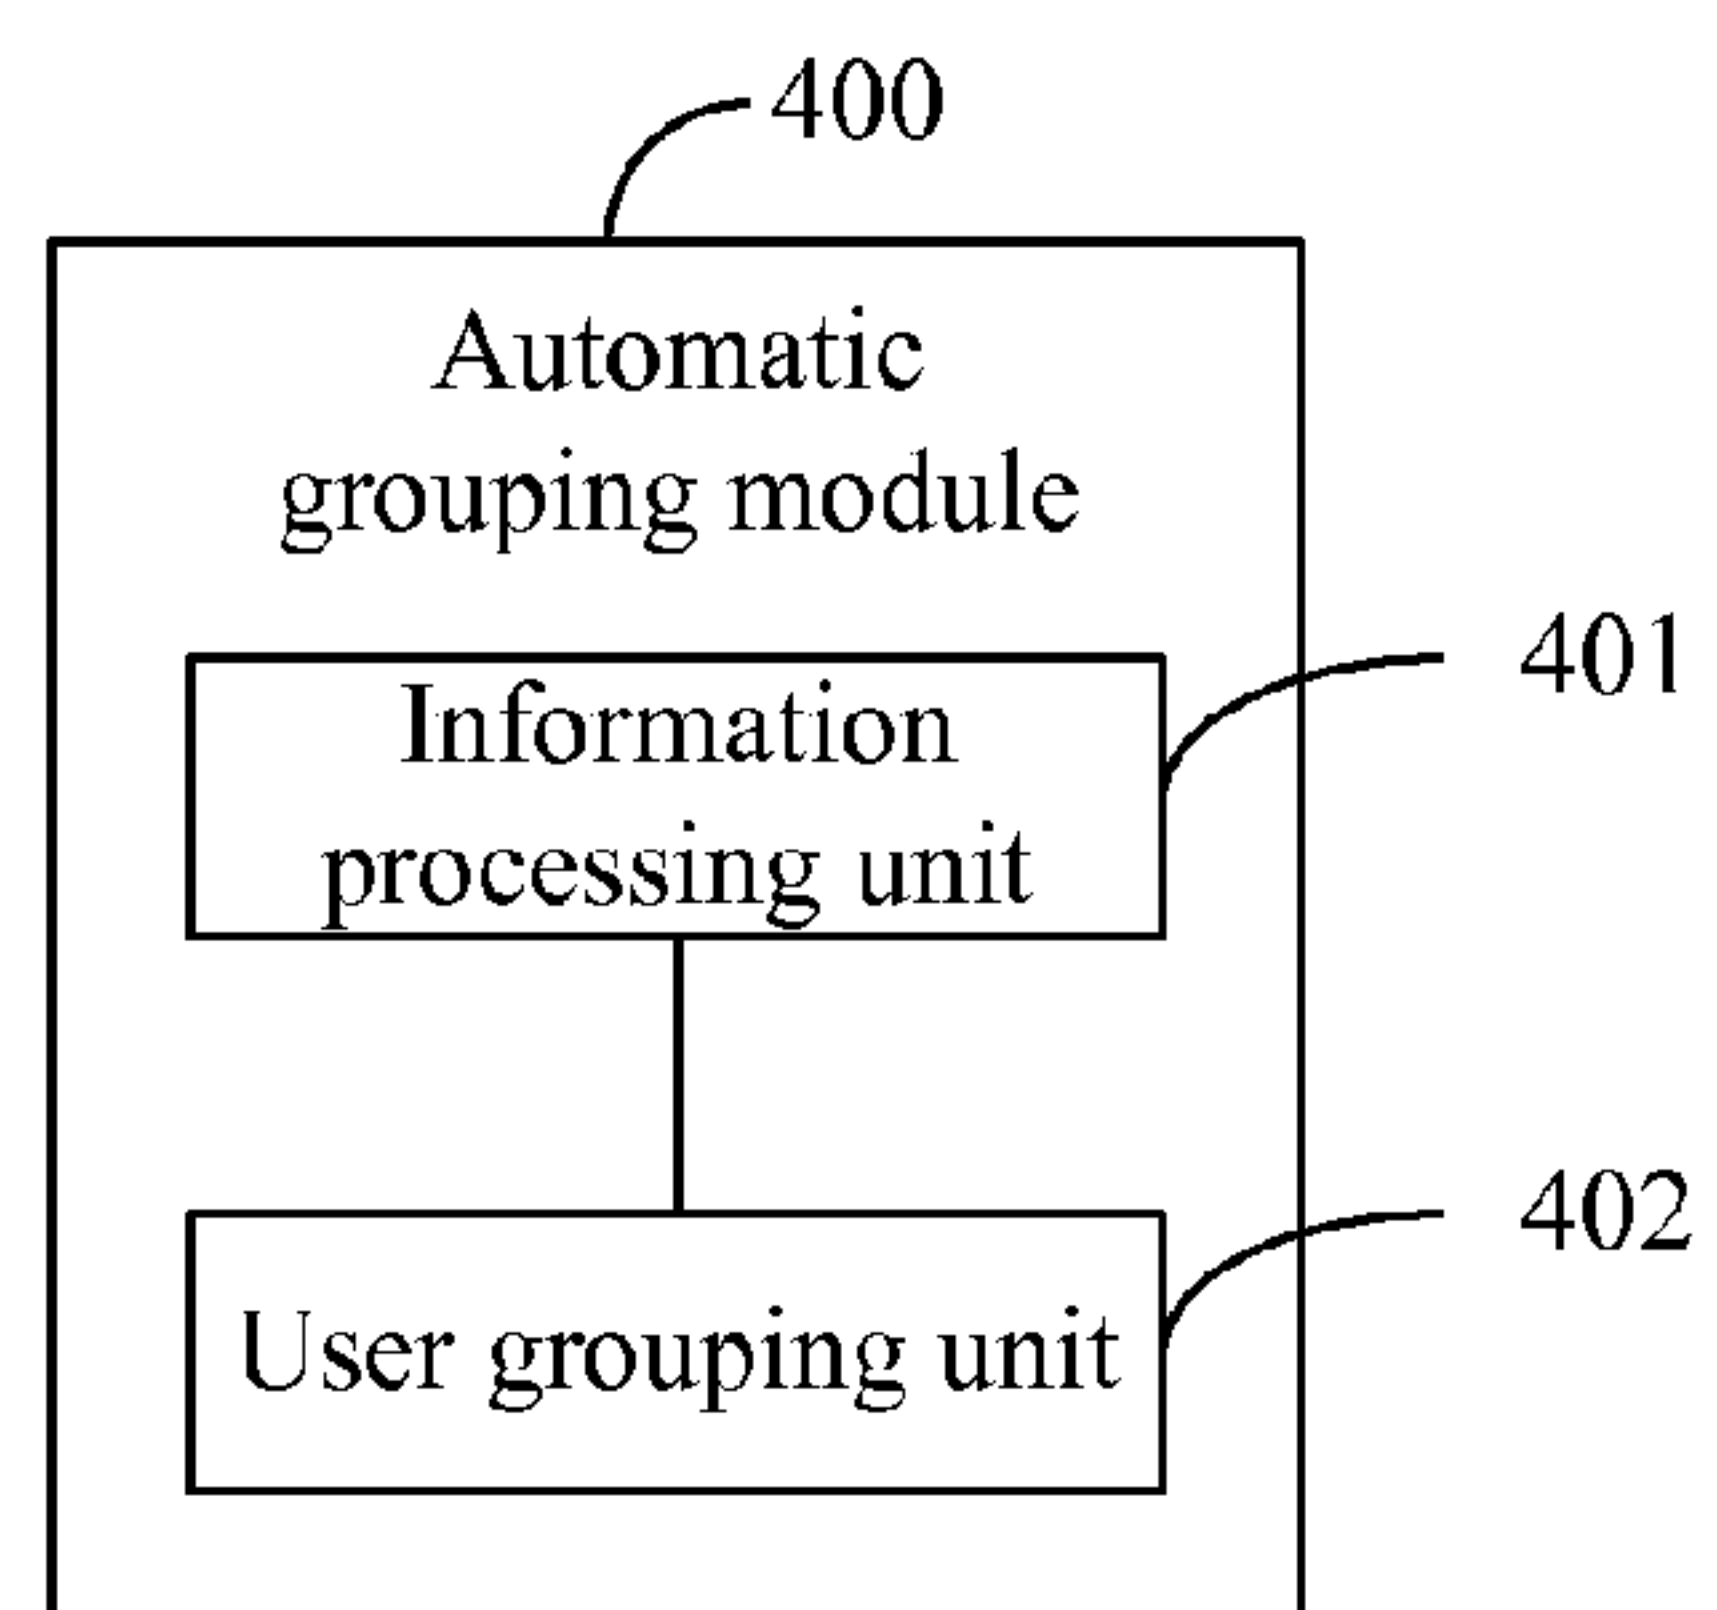 400
Automatic
grouping module
401
Information
processing unit
402
User grouping unit